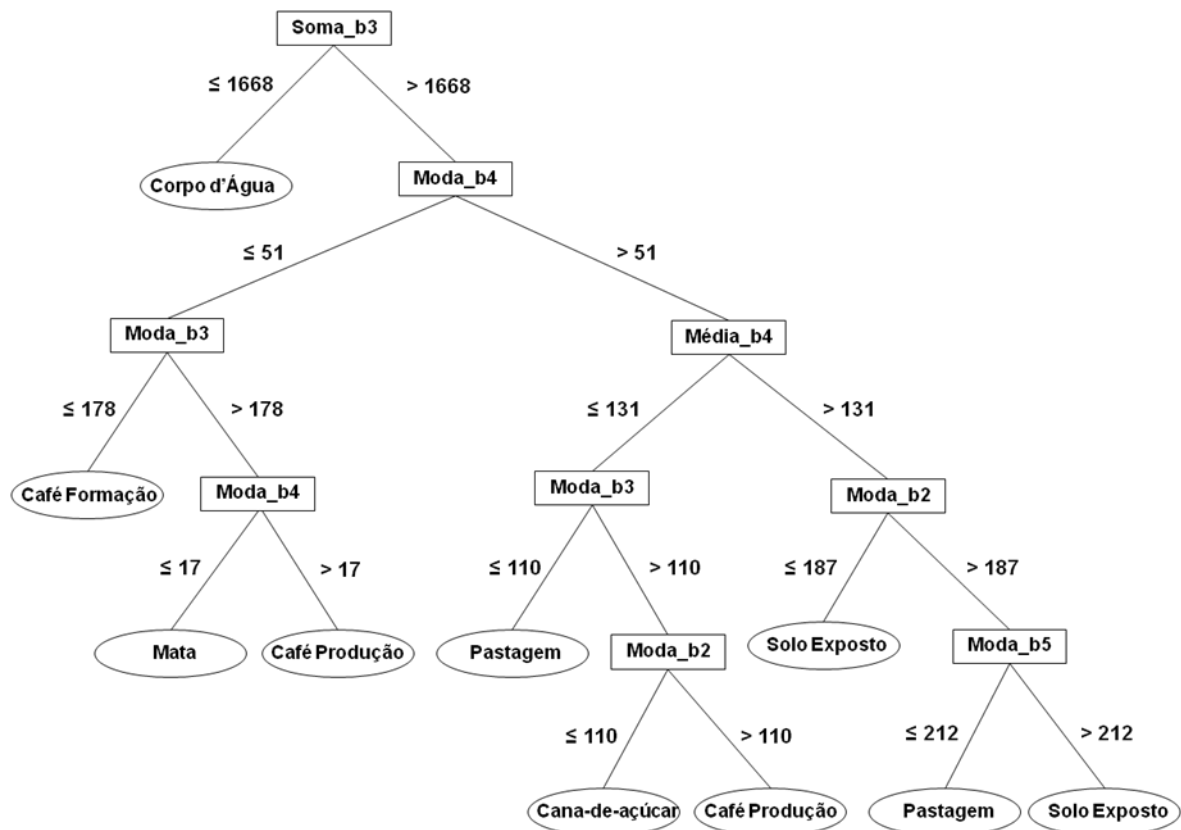 Soma_b3
≤ 1668
> 1668
Corpo d'Água
Moda_b4
≤ 51
> 51
Moda_b3
Média_b4
≤ 178
> 178
≤ 131
> 131
Café Formação
Moda_b4
Moda_b3
Moda_b2
≤ 17
> 17
≤ 110
> 110
≤ 187
> 187
Mata
Café Produção
Pastagem
Moda_b2
Solo Exposto
Moda_b5
≤ 110
> 110
≤ 212
> 212
Cana-de-açúcar
Café Produção
Pastagem
Solo Exposto